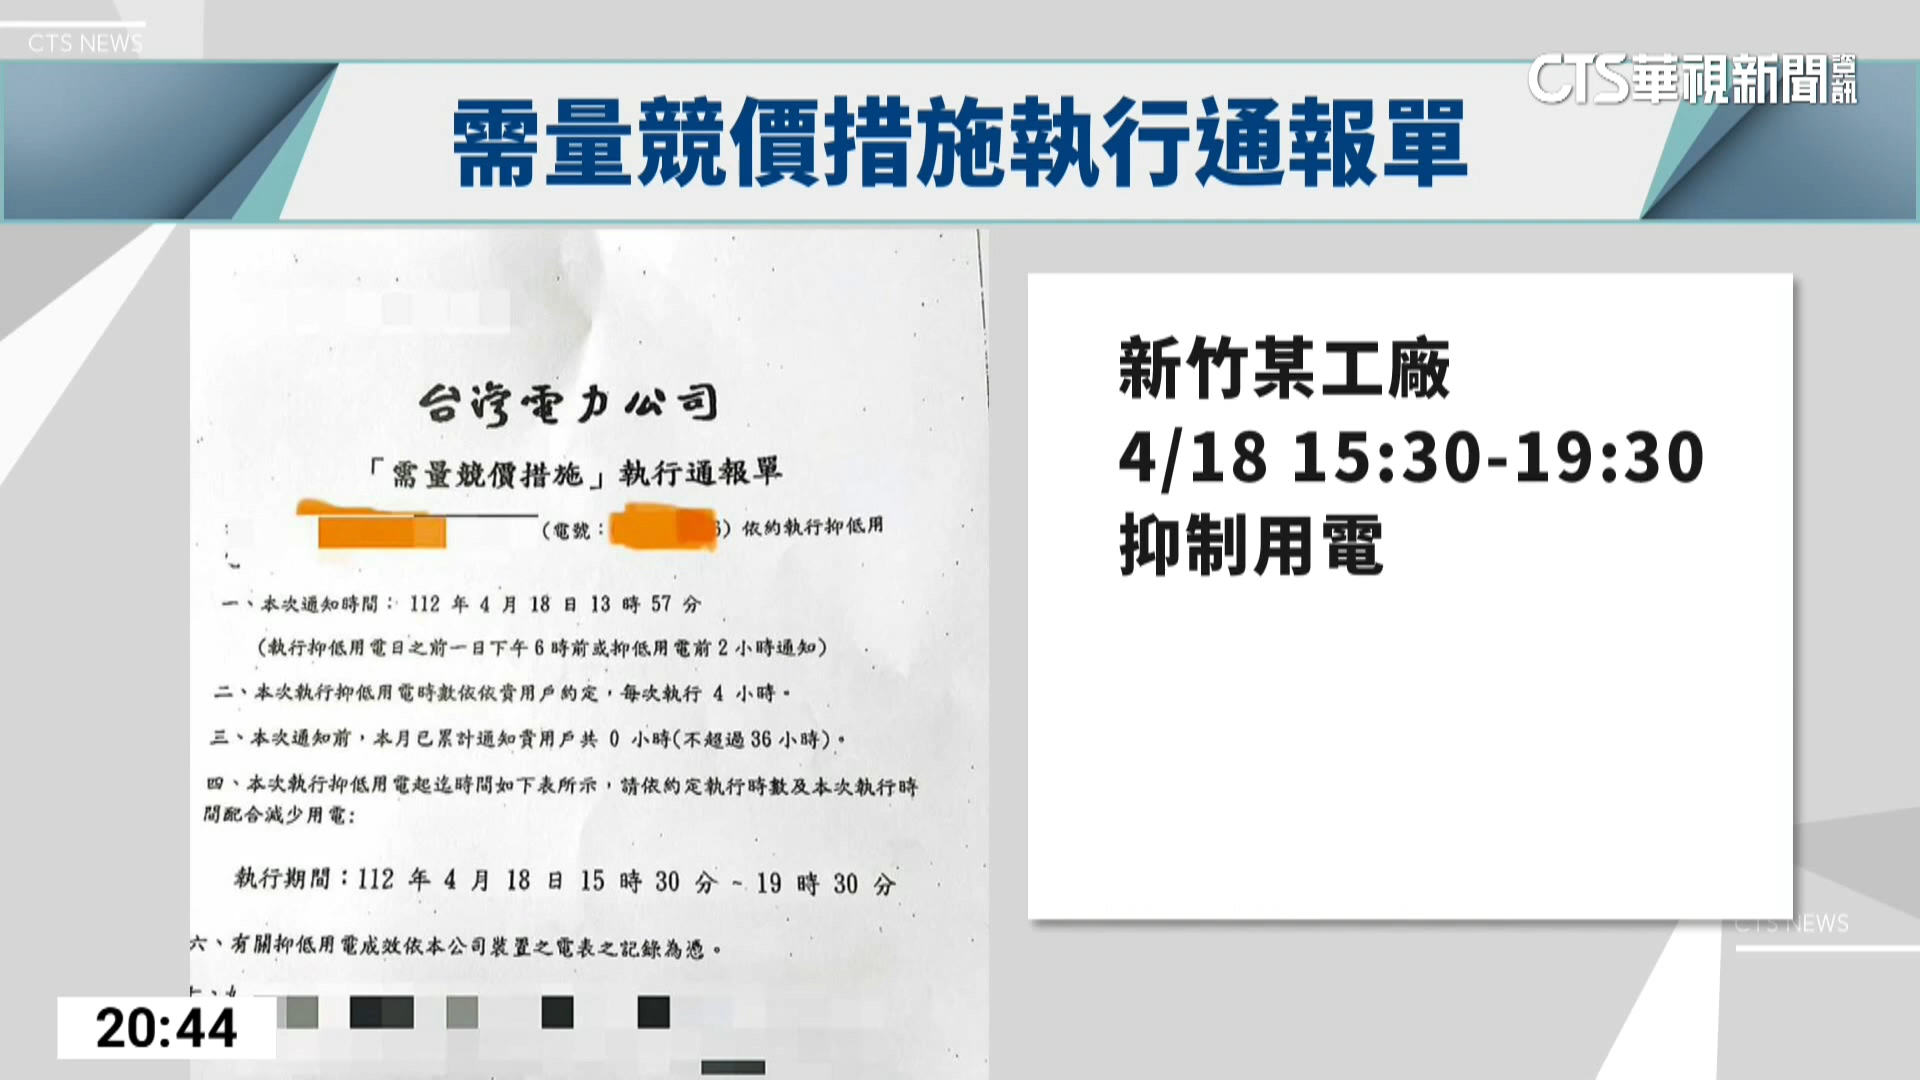 CTS NEWS
CTS華視新聞資訊
需量競價措施執行通報單
台灣電力公司
「需量競價措施」執行通報單
(電號: 6) 依約執行抑低用
一、本次通知時間: 112 年 4 月 18 日 13 時 57 分
(執行抑低用電日之前一日下午6時前或抑低用電前2小時通知)
二、本次執行抑低用電時數依依貴用戶約定,每次執行 4 小時。
三、本次通知前,本月已累計通知貴用戶共 0 小時(不超過36小時)。
四、本次執行抑低用電起迄時間如下表所示,請依約定執行時數及本次執行時
間配合減少用電:
執行期間:112 年 4 月 18 日 15 時 30 分 ~ 19 時 30 分
六、有關抑低用電成效依本公司裝置之電表之記錄為憑。
新竹某工廠
4/18 15:30-19:30
抑制用電
CTS NEWS
20:44